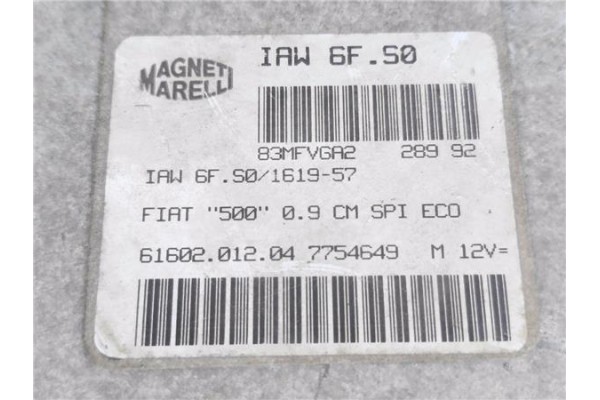 MAGNETI
MARELLI
IAW 6F.S0
83MFVGA2 289 92
IAW 6F.S0/1619-57
FIAT "500" 0.9 CM SPI ECO
61602.012.04 7754649 M 12V=